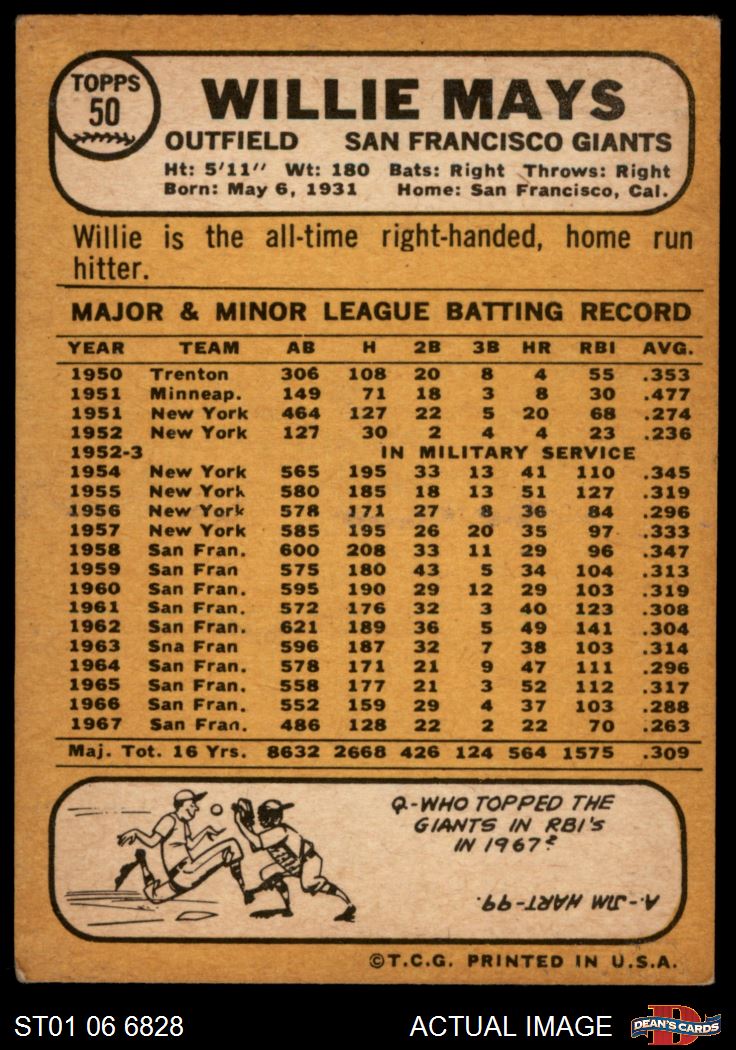 TOPPS
50
WILLIE MAYS
OUTFIELD SAN FRANCISCO GIANTS
Ht: 5'11" Wt: 180 Bats: Right Throws: Right
Born: May 6, 1931 Home: San Francisco, Cal.
Willie is the all-time right-handed, home run
hitter.
MAJOR & MINOR LEAGUE BATTING RECORD
YEAR TEAM AB H 2B 3B HR RBI AVG.
1950 Trenton 306 108 20 8 4 55 .353
1951 Minneap. 149 71 18 3 8 30 .477
1951 New York 464 127 22 5 20 68 .274
1952 New York 127 30 2 4 4 23 .236
1952-3 IN MILITARY SERVICE
1954 New York 565 195 33 13 41 110 .345
1955 New York 580 185 18 13 51 127 .319
1956 New York 578 171 27 8 36 84 .296
1957 New York 585 195 26 20 35 97 .333
1958 San Fran. 600 208 33 11 29 96 .347
1959 San Fran 575 180 43 5 34 104 .313
1960 San Fran. 595 190 29 12 29 103 .319
1961 San Fran. 572 176 32 3 40 123 .308
1962 San Fran. 621 189 36 5 49 141 .304
1963 Sna Fran 596 187 32 7 38 103 .314
1964 San Fran. 578 171 21 9 47 111 .296
1965 San Fran. 558 177 21 3 52 112 .317
1966 San Fran. 552 159 29 4 37 103 .288
1967 San Fran. 486 128 22 2 22 70 .263
Maj. Tot. 16 Yrs. 8632 2668 426 124 564 1575 .309
Q-WHO TOPPED THE
GIANTS IN RBI'S
IN 1967?
A-JIM HART-99.
©T.C.G. PRINTED IN U.S.A.
ST01 06 6828 ACTUAL IMAGE DEAN'S CARDS